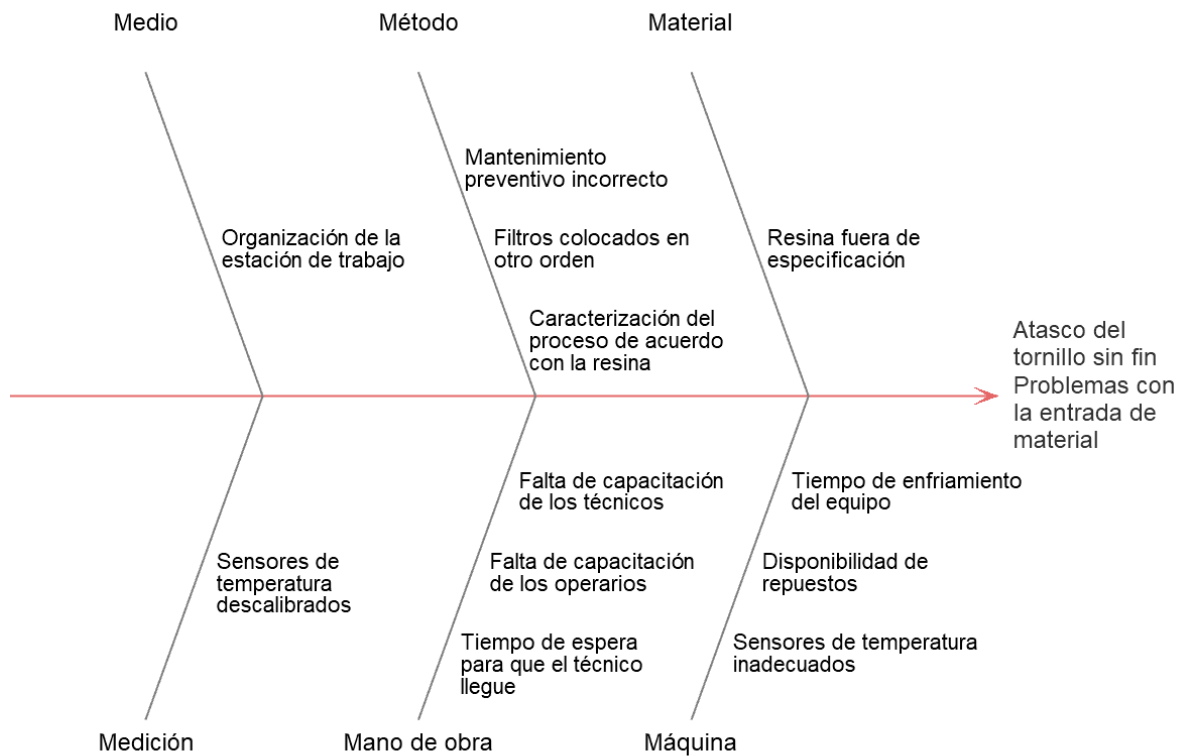 Medio
Método
Material
Mantenimiento
preventivo incorrecto
Organización de la
estación de trabajo
Filtros colocados en
otro orden
Resina fuera de
especificación
Caracterización del
proceso de acuerdo
con la resina
Atasco del
tornillo sin fin
Problemas con
la entrada de
material
Falta de capacitación
de los técnicos
Tiempo de enfriamiento
del equipo
Sensores de
temperatura
descalibrados
Falta de capacitación
de los operarios
Disponibilidad de
repuestos
Tiempo de espera
para que el técnico
llegue
Sensores de temperatura
inadecuados
Medición
Mano de obra
Máquina